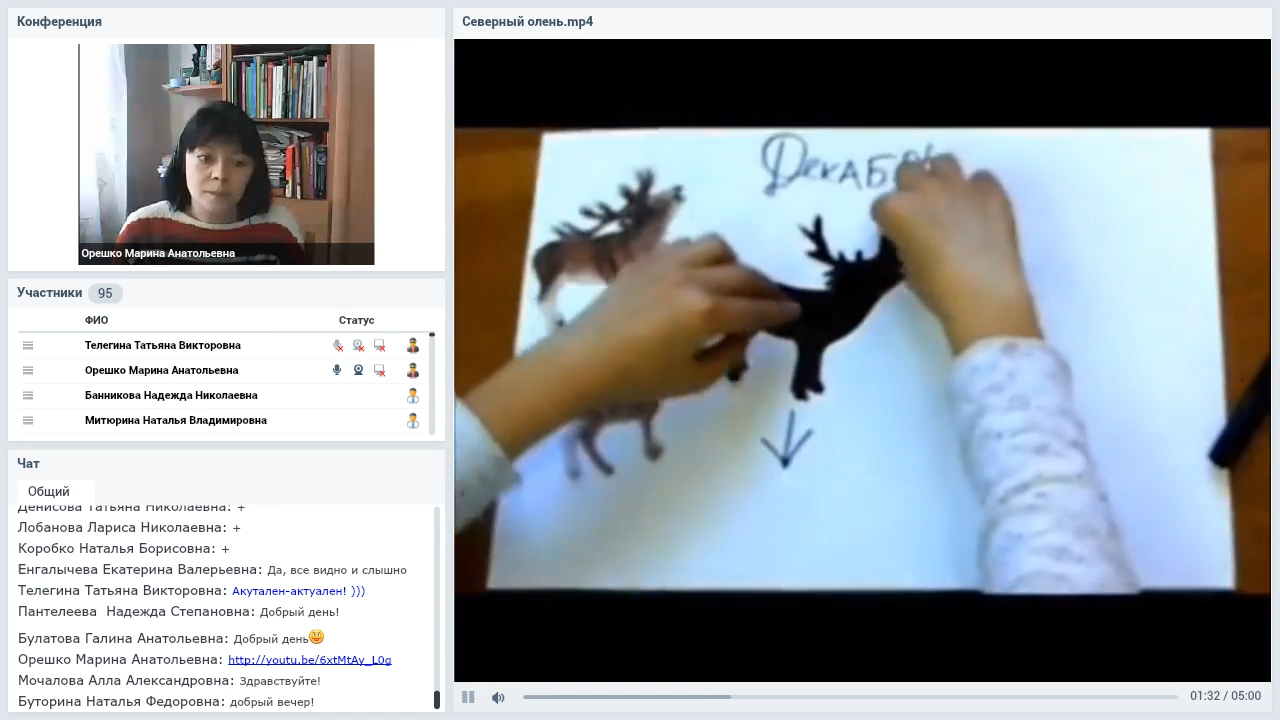 Конференция
Орешко Марина Анатольевна
Участники 95
ФИО Статус
Телегина Татьяна Викторовна
Орешко Марина Анатольевна
Банникова Надежда Николаевна
Митюрина Наталья Владимировна
Чат
Общий
Денисова Татьяна Николаевна: +
Лобанова Лариса Николаевна: +
Коробко Наталья Борисовна: +
Енгалычева Екатерина Валерьевна: Да, все видно и слышно
Телегина Татьяна Викторовна: Акутален-актуален! )))
Пантелеева Надежда Степановна: Добрый день!
Булатова Галина Анатольевна: Добрый день
Орешко Марина Анатольевна: http://youtu.be/6xtMtAy_L0g
Мочалова Алла Александровна: Здравствуйте!
Буторина Наталья Федоровна: добрый вечер!
Северный олень.mp4
01:32 / 05:00